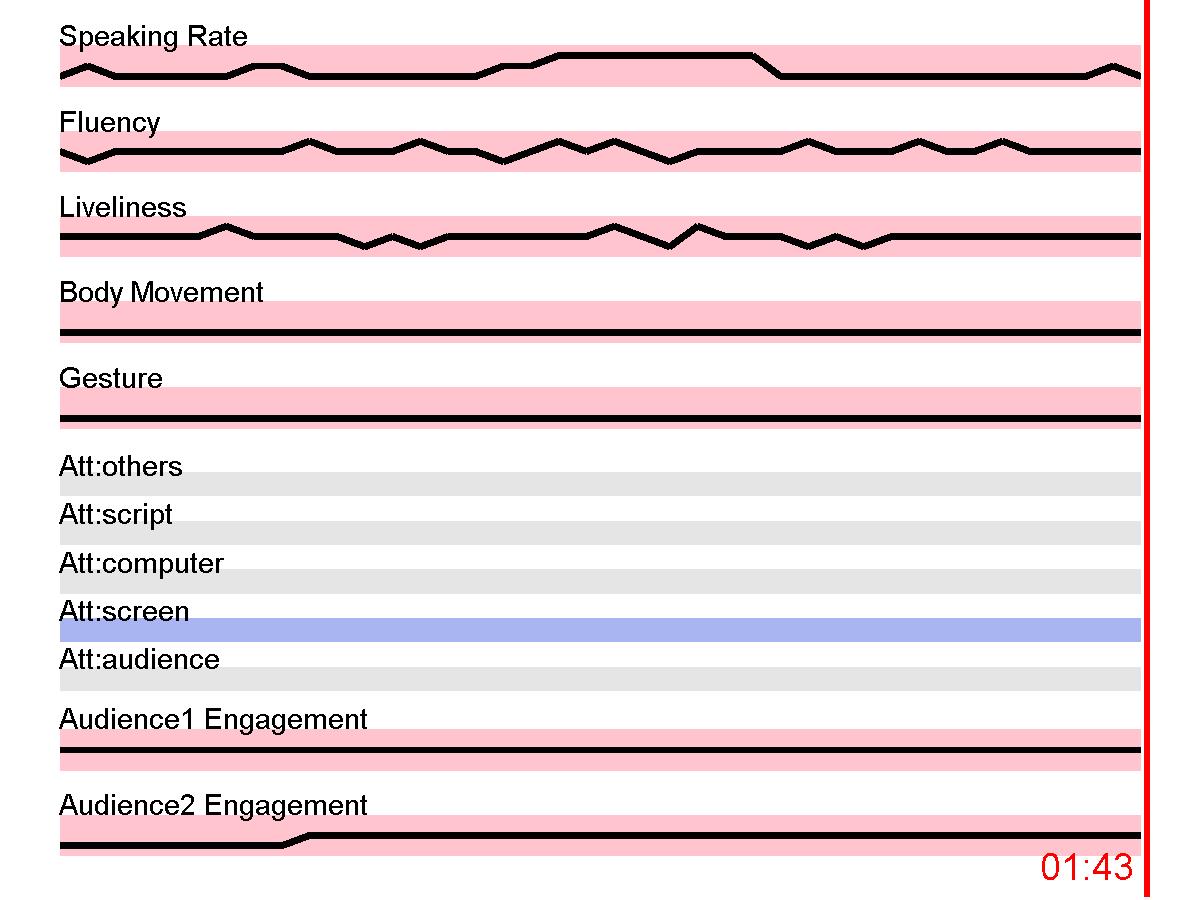 Speaking Rate
Fluency
Liveliness
Body Movement
Gesture
Att:others
Att:script
Att:computer
Att:screen
Att:audience
Audience1 Engagement
Audience2 Engagement
01:43